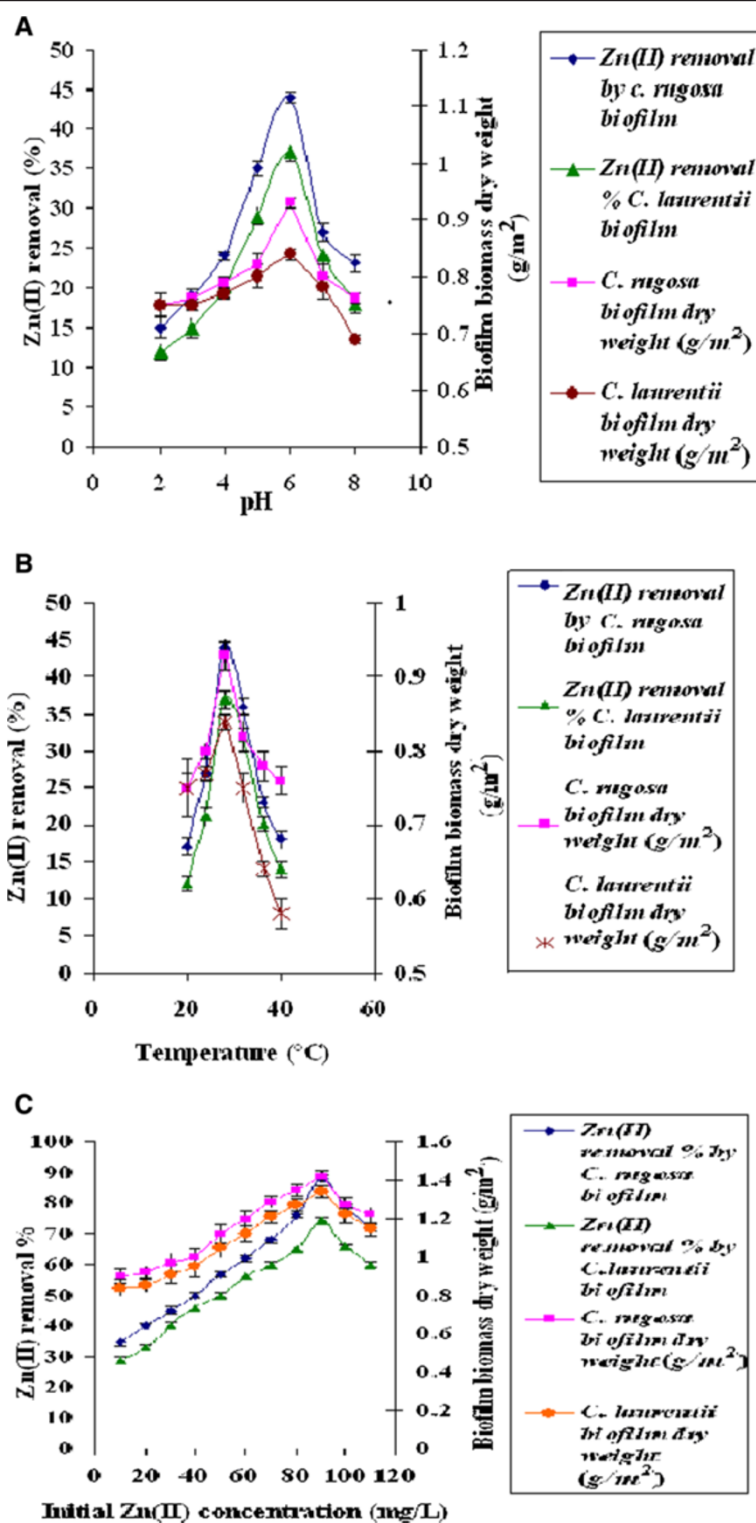 A
50
45
40
35
30
25
20
15
10
5
0
Zn(II) removal (%)
0 2 4 6 8 10
pH
1.2
1.1
1
0.9
0.8
0.7
0.6
0.5
Biofilm biomass dry weight
(g/m²)
Zn(II) removal
by c. rugosa
biofilm
Zn(II) removal
% C. laurentii
biofilm
C. rugosa
biofilm dry
weight (g/m²)
C. laurentii
biofilm dry
weight (g/m²)
B
50
45
40
35
30
25
20
15
10
5
0
Zn(II) removal (%)
0 20 40 60
Temperature (°C)
1
0.9
0.8
0.7
0.6
0.5
Biofilm biomass dry weight
(g/m²)
Zn(II) removal
by C. rugosa
biofilm
Zn(II) removal
% C. laurentii
biofilm
C. rugosa
biofilm dry
weight (g/m²)
C. laurentii
biofilm dry
weight (g/m²)
C
100
90
80
70
60
50
40
30
20
10
0
Zn(II) removal %
0 20 40 60 80 100 120
Initial Zn(II) concentration (mg/L)
1.6
1.4
1.2
1
0.8
0.6
0.4
0.2
0
Biofilm biomass dry weight (g/m²)
Zn(II)
removal % by
C. rugosa
biofilm
Zn(II)
removal % by
C.laurentii
biofilm
C. rugosa
biofilm dry
weight (g/m²)
C. laurentii
biofilm dry
weight
(g/m²)